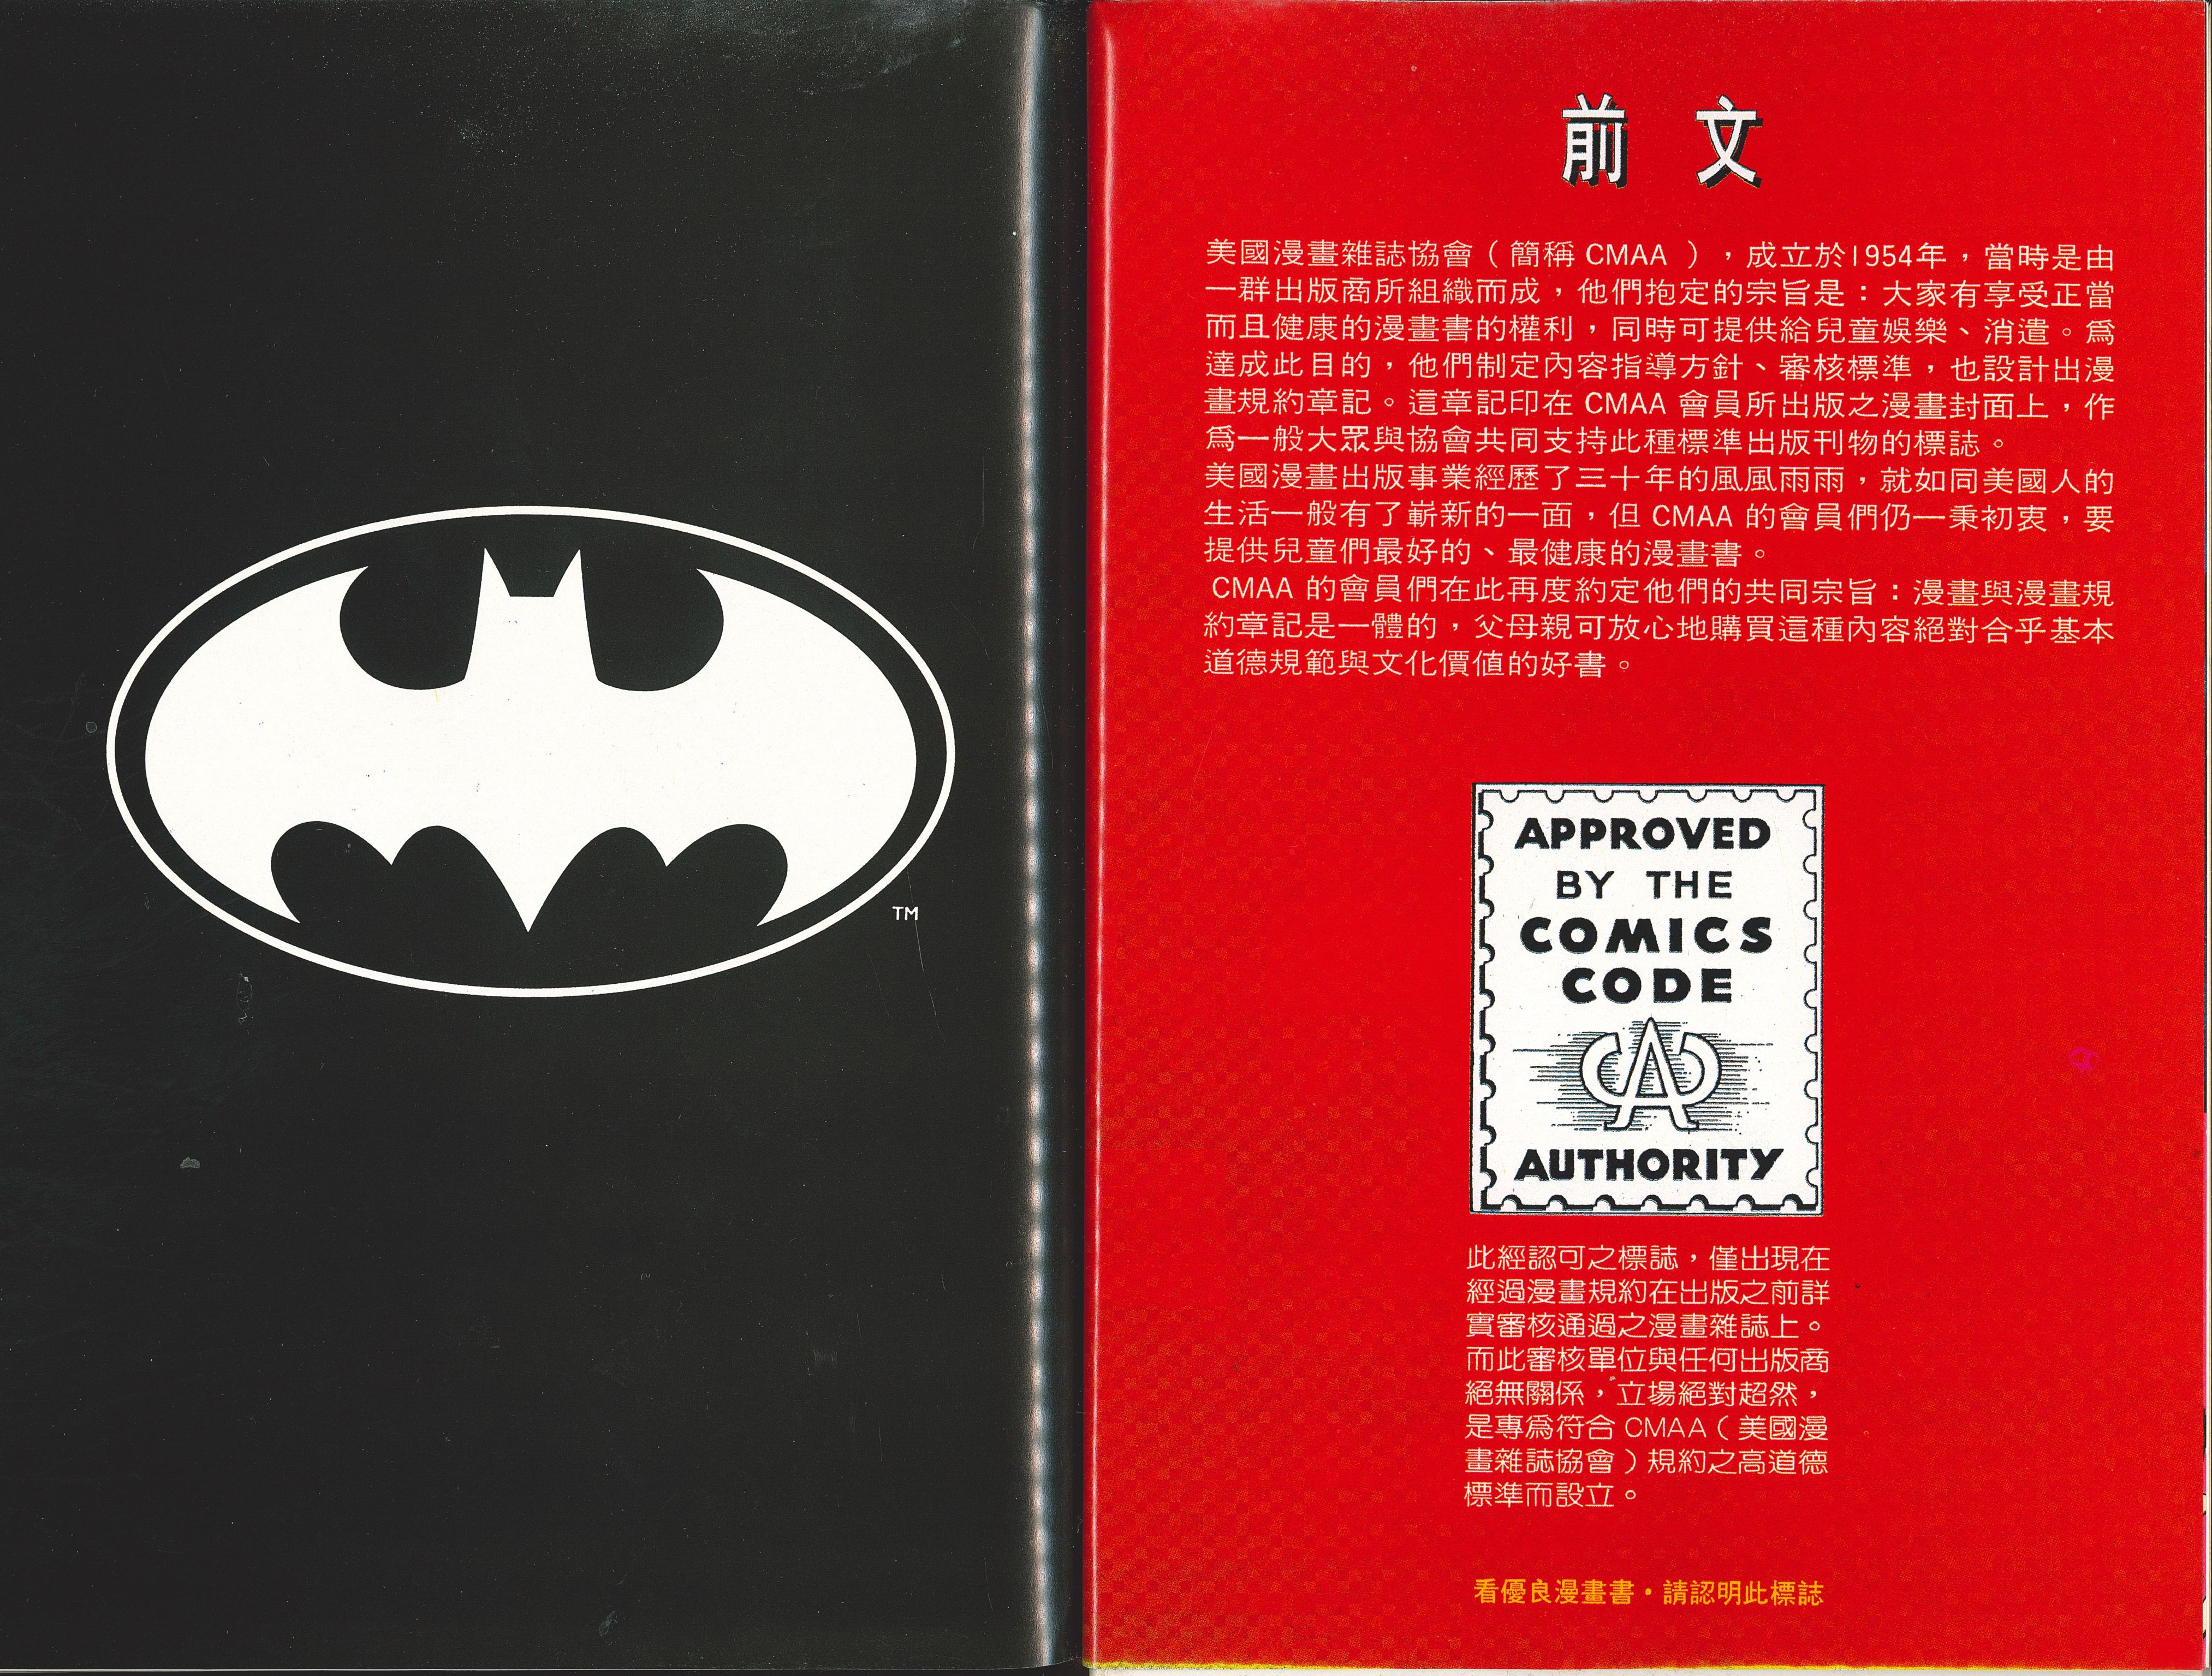 TM
前文
美國漫畫雜誌協會（簡稱 CMAA ），成立於1954年，當時是由
一群出版商所組織而成，他們抱定的宗旨是：大家有享受正當
而且健康的漫畫書的權利，同時可提供給兒童娛樂、消遣。爲
達成此目的，他們制定內容指導方針、審核標準，也設計出漫
畫規約章記。這章記印在 CMAA 會員所出版之漫畫封面上，作
爲一般大眾與協會共同支持此種標準出版刊物的標誌。
美國漫畫出版事業經歷了三十年的風風雨雨，就如同美國人的
生活一般有了嶄新的一面，但 CMAA 的會員們仍一秉初衷，要
提供兒童們最好的、最健康的漫畫書。
CMAA 的會員們在此再度約定他們的共同宗旨：漫畫與漫畫規
約章記是一體的，父母親可放心地購買這種內容絕對合乎基本
道德規範與文化價値的好書。
APPROVED
BY THE
COMICS
CODE
CA
AUTHORITY
此經認可之標誌，僅出現在
經過漫畫規約在出版之前詳
實審核通過之漫畫雜誌上。
而此審核單位與任何出版商
絕無關係，立場絕對超然，
是專爲符合 CMAA（美國漫
畫雜誌協會）規約之高道德
標準而設立。
看優良漫畫書・請認明此標誌